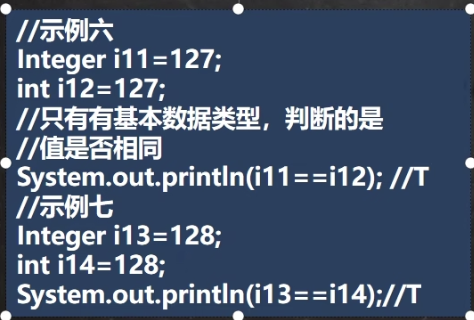 //示例六
Integer i11=127;
int i12=127;
//只有有基本数据类型，判断的是
//值是否相同
System.out.println(i11==i12); //T
//示例七
Integer i13=128;
int i14=128;
System.out.println(i13==i14);//T